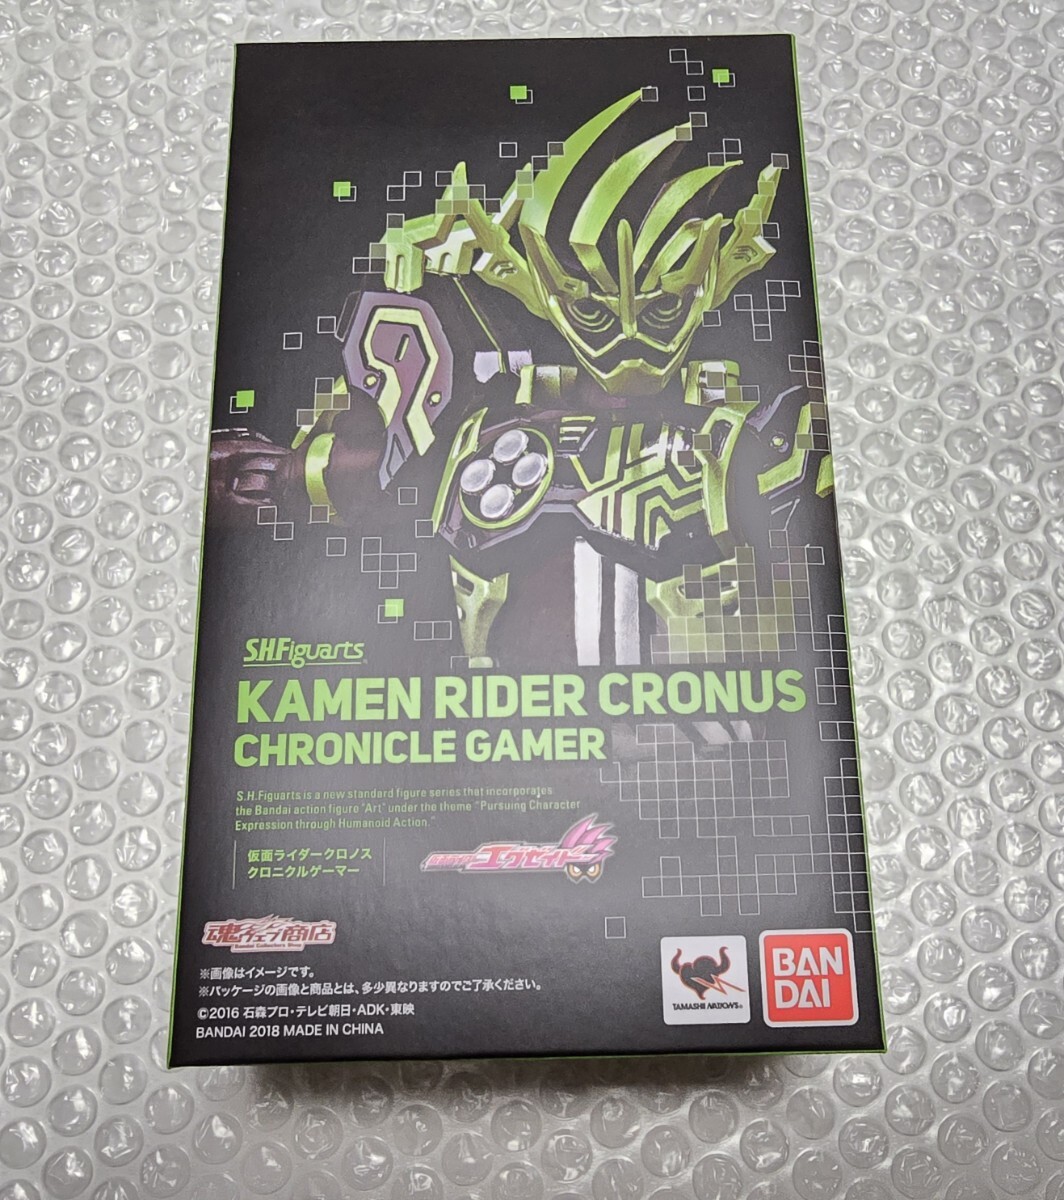 S.H.Figuarts
KAMEN RIDER CRONUS
CHRONICLE GAMER
S.H.Figuarts is a new standard figure series that incorporates
the Bandai action figure "Art" under the theme "Pursuing Character
Expression through Humanoid Action."
仮面ライダークロノス
クロニクルゲーマー
仮面ライダーエグゼイド
魂ウェブ商店
Bandai Collectors Shop
※画像はイメージです。
※パッケージの画像と商品とは、多少異なりますのでご了承ください。
©2016 石森プロ・テレビ朝日・ADK・東映
BANDAI 2018 MADE IN CHINA
TAMASHII NATIONS
BAN
DAI